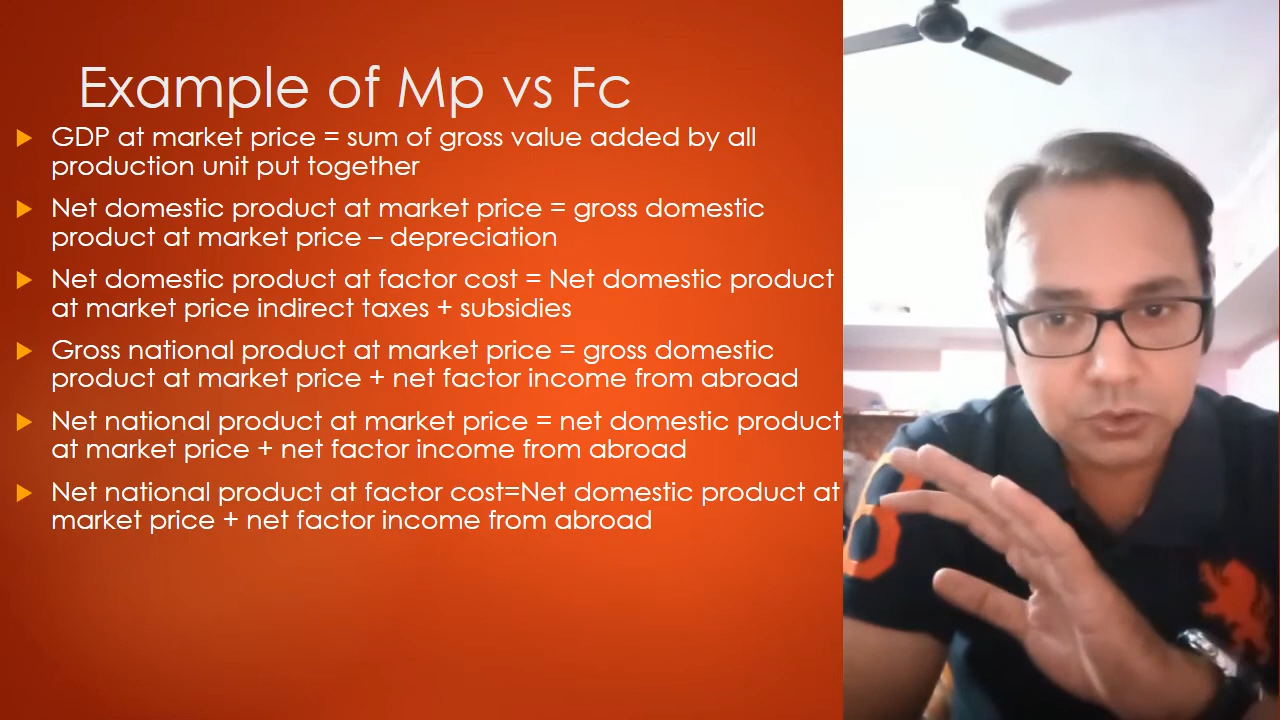 Example of Mp vs Fc
GDP at market price = sum of gross value added by all
production unit put together
Net domestic product at market price = gross domestic
product at market price – depreciation
Net domestic product at factor cost = Net domestic product
at market price indirect taxes + subsidies
Gross national product at market price = gross domestic
product at market price + net factor income from abroad
Net national product at market price = net domestic product
at market price + net factor income from abroad
Net national product at factor cost=Net domestic product at
market price + net factor income from abroad